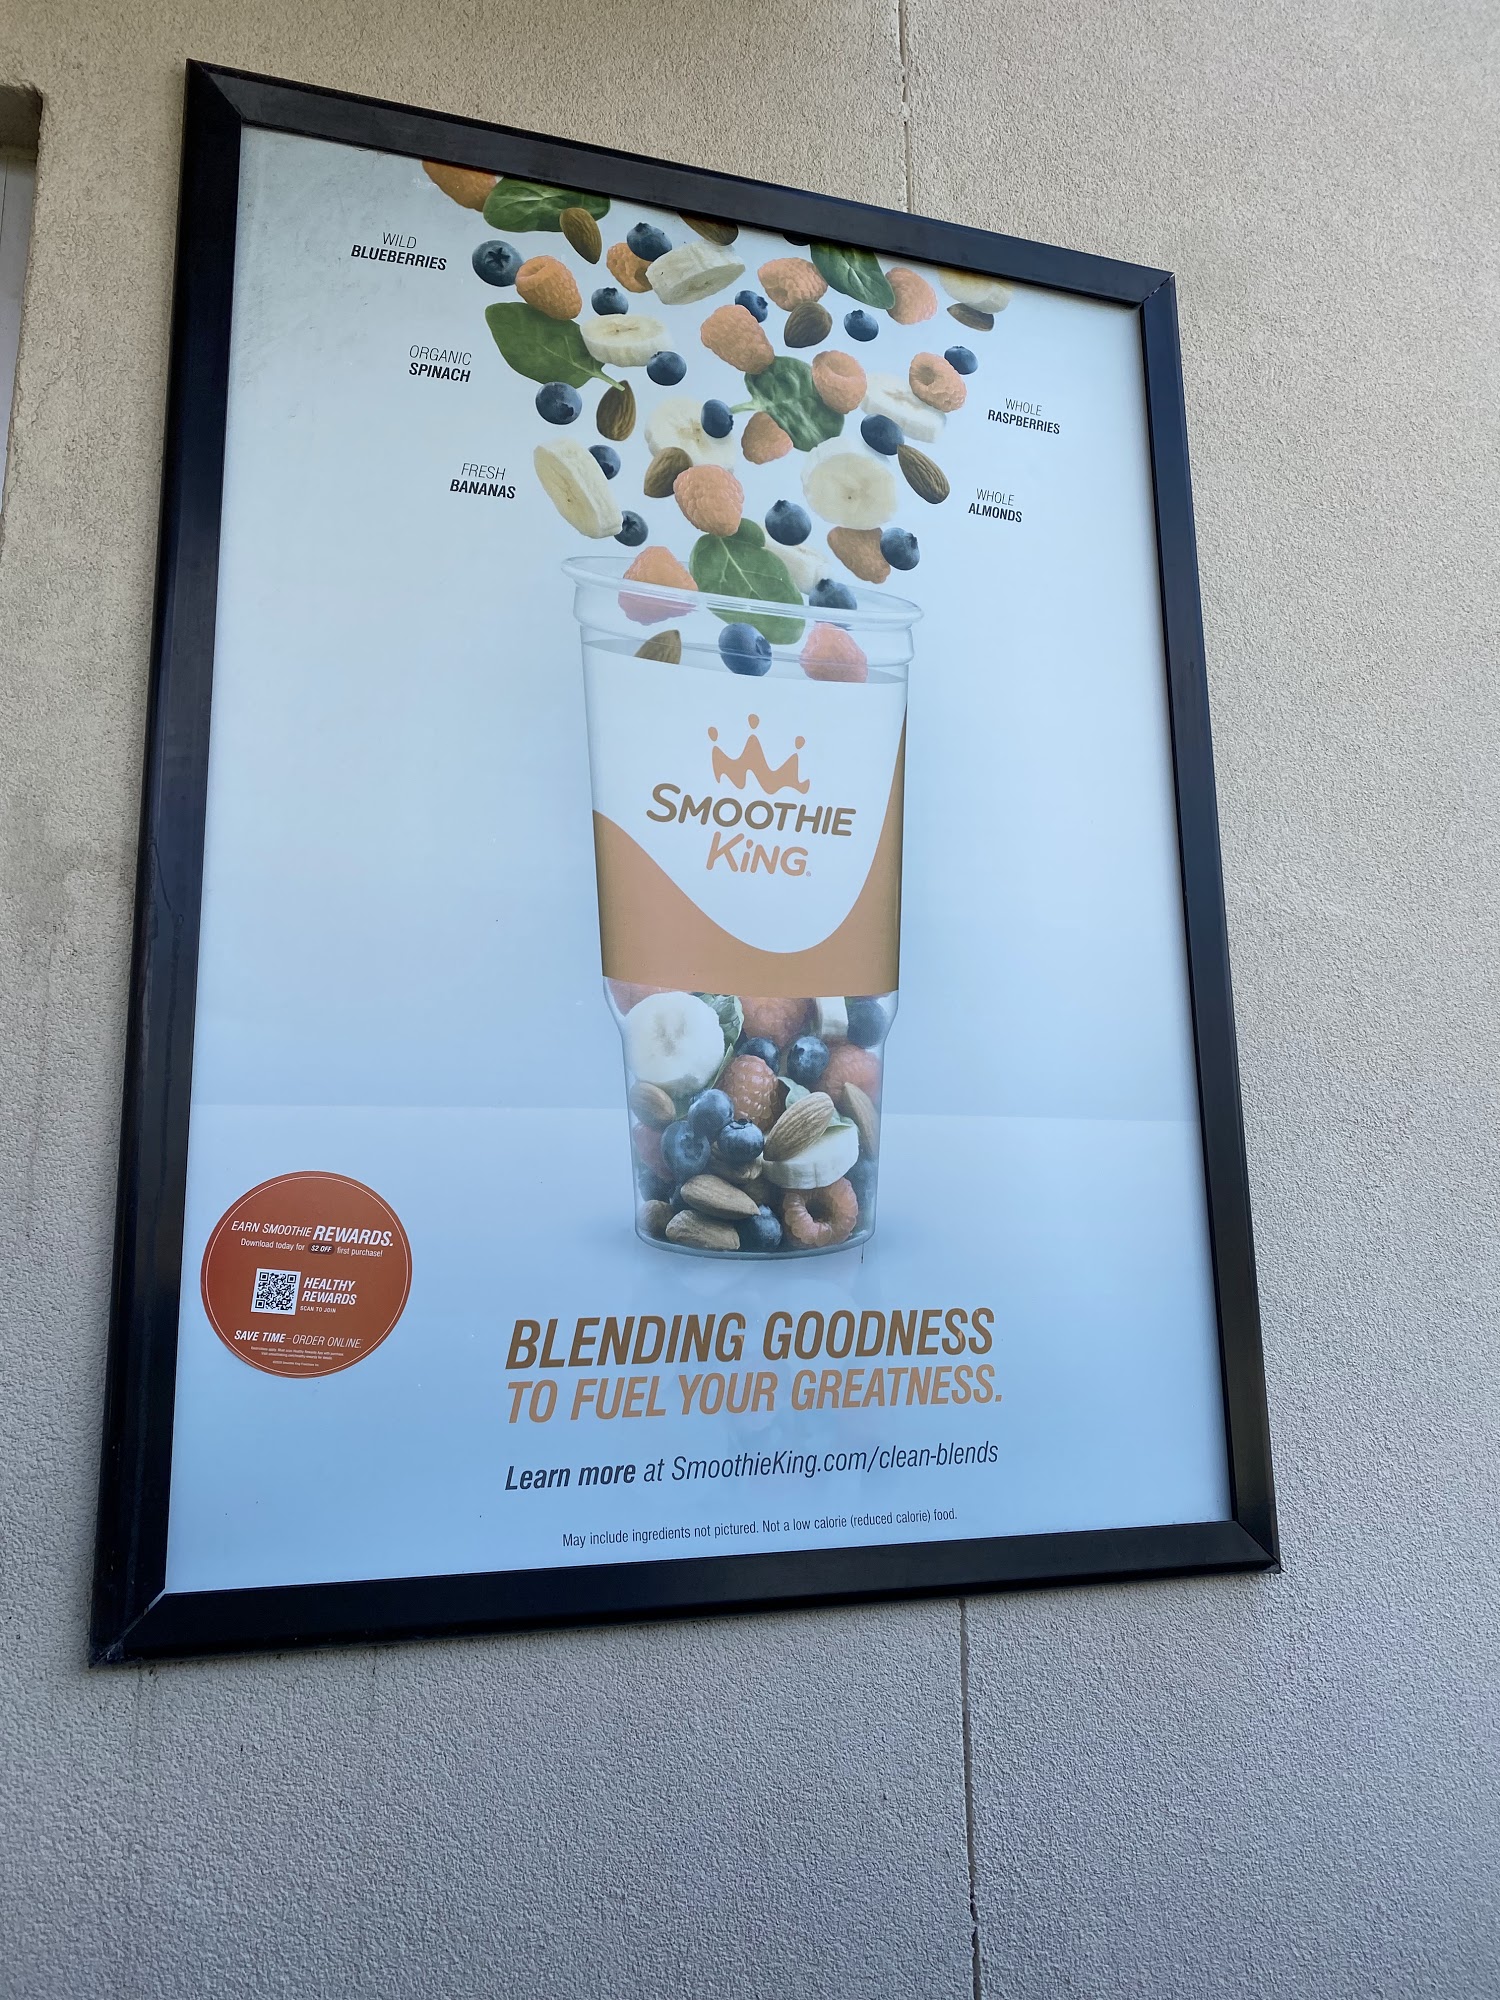 WILD
BLUEBERRIES
ORGANIC
SPINACH
FRESH
BANANAS
WHOLE
RASPBERRIES
WHOLE
ALMONDS
SMOOTHIE
KiNG
EARN SMOOTHIE REWARDS.
Download today for $2 OFF first purchase!
HEALTHY
REWARDS
SCAN TO JOIN
SAVE TIME–ORDER ONLINE.
BLENDING GOODNESS
TO FUEL YOUR GREATNESS.
Learn more at SmoothieKing.com/clean-blends
May include ingredients not pictured. Not a low calorie (reduced calorie) food.